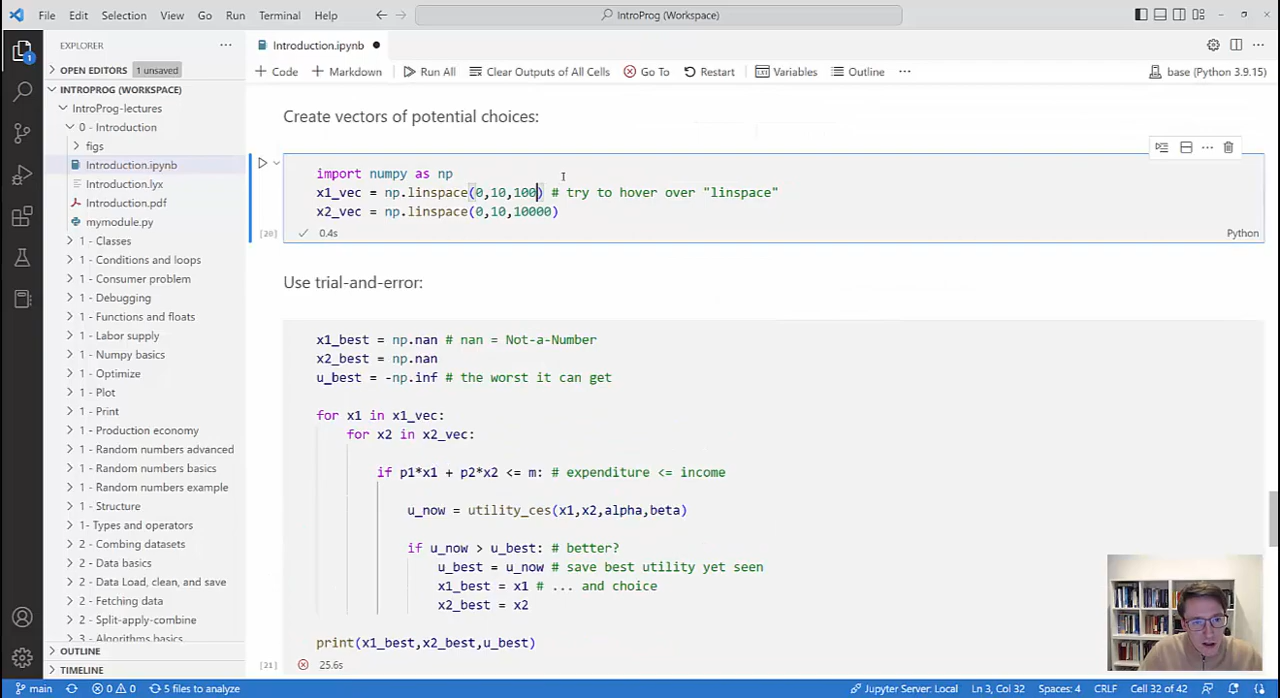 File Edit Selection View Go Run Terminal Help IntroProg (Workspace)
EXPLORER
Introduction.ipynb
OPEN EDITORS 1 unsaved
Code Markdown Run All Clear Outputs of All Cells Go To Restart Variables Outline base (Python 3.9.15)
INTROPROG (WORKSPACE)
IntroProg-lectures
0 - Introduction
figs
Introduction.ipynb
Introduction.lyx
Introduction.pdf
mymodule.py
1 - Classes
1 - Conditions and loops
1 - Consumer problem
1 - Debugging
1 - Functions and floats
1 - Labor supply
1 - Numpy basics
1 - Optimize
1 - Plot
1 - Print
1 - Production economy
1 - Random numbers advanced
1 - Random numbers basics
1 - Random numbers example
1 - Structure
1- Types and operators
2 - Combing datasets
2 - Data basics
2 - Data Load, clean, and save
2 - Fetching data
2 - Split-apply-combine
3 - Algorithms basics
OUTLINE
TIMELINE
Create vectors of potential choices:
import numpy as np
x1_vec = np.linspace(0,10,100) # try to hover over "linspace"
x2_vec = np.linspace(0,10,10000)
[20] 0.4s Python
Use trial-and-error:
x1_best = np.nan # nan = Not-a-Number
x2_best = np.nan
u_best = -np.inf # the worst it can get
for x1 in x1_vec:
for x2 in x2_vec:
if p1*x1 + p2*x2 <= m: # expenditure <= income
u_now = utility_ces(x1,x2,alpha,beta)
if u_now > u_best: # better?
u_best = u_now # save best utility yet seen
x1_best = x1 # ... and choice
x2_best = x2
print(x1_best,x2_best,u_best)
[21] 25.6s
main 0 0 5 files to analyze Jupyter Server: Local Ln 3, Col 32 Spaces: 4 CRLF Cell 32 of 42